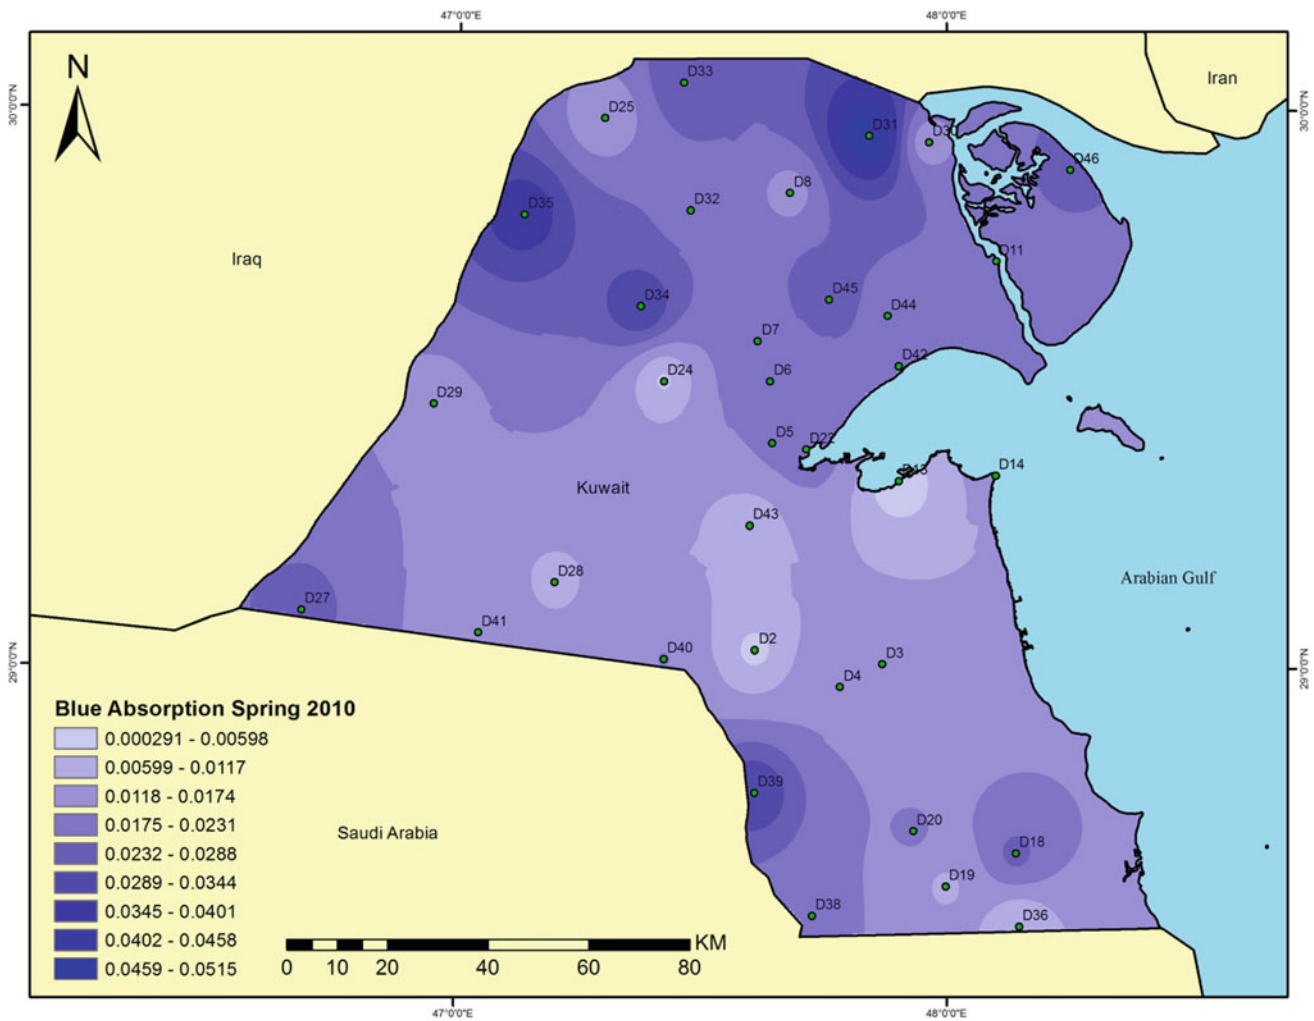 47°0'0"E
48°0'0"E
N
Iran
30°0'0"N
30°0'0"N
D33
D25
D31
D30
D46
D8
D32
D35
Iraq
D11
D34
D45
D44
D7
D42
D24
D6
D29
D5
D22
D13
D14
Kuwait
D43
Arabian Gulf
D28
D27
D41
D2
D40
D3
D4
29°0'0"N
29°0'0"N
Blue Absorption Spring 2010
0.000291 - 0.00598
0.00599 - 0.0117
0.0118 - 0.0174
0.0175 - 0.0231
0.0232 - 0.0288
0.0289 - 0.0344
0.0345 - 0.0401
0.0402 - 0.0458
0.0459 - 0.0515
D39
Saudi Arabia
D20
D18
D19
D38
D36
KM
0 10 20 40 60 80
47°0'0"E
48°0'0"E